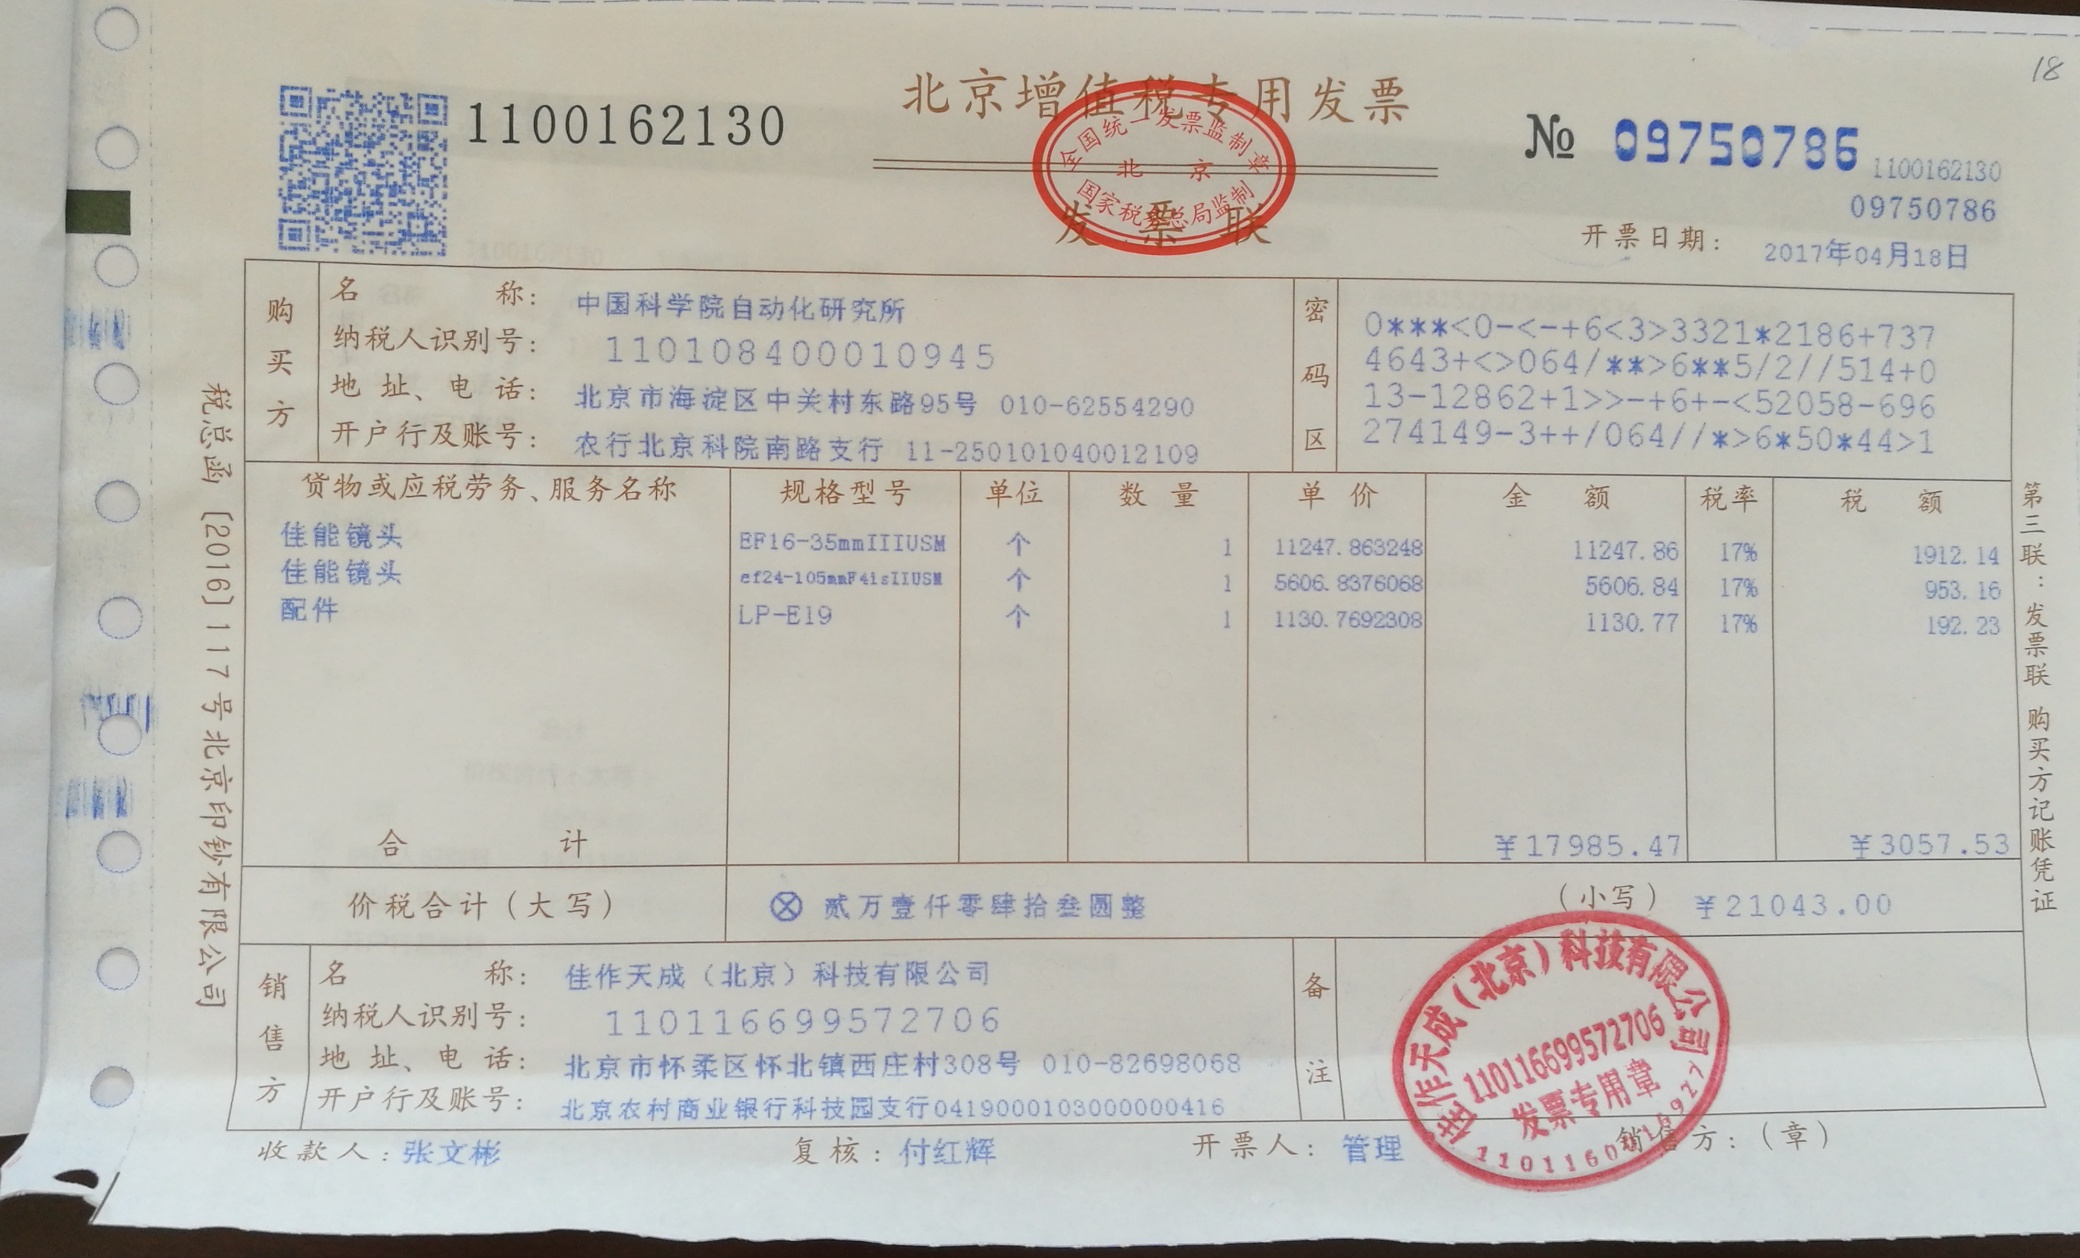 18
1100162130
北京增值税专用发票
全国统一发票监制章
北京
国家税务总局监制
发票联
№ 09750786
1100162130
09750786
开票日期: 2017年04月18日
税总函[2016]117号北京印钞有限公司
购买方
名称: 中国科学院自动化研究所
纳税人识别号: 110108400010945
地址、电话: 北京市海淀区中关村东路95号 010-62554290
开户行及账号: 农行北京科院南路支行 11-250101040012109
密码区
0***<0-<-+6<3>3321*2186+737
4643+<>064/**>6**5/2//514+0
13-12862+1>>-+6+-<52058-696
274149-3++/064//*>6*50*44>1
货物或应税劳务、服务名称 规格型号 单位 数量 单价 金额 税率 税额
佳能镜头 EF16-35mmIIIUSM 个 1 11247.863248 11247.86 17% 1912.14
佳能镜头 ef24-105mmF4isIIUSM 个 1 5606.8376068 5606.84 17% 953.16
配件 LP-E19 个 1 1130.7692308 1130.77 17% 192.23
合计 ¥17985.47 ¥3057.53
价税合计(大写) ⊗ 贰万壹仟零肆拾叁圆整 (小写) ¥21043.00
第三联:发票联 购买方记账凭证
销售方
名称: 佳作天成(北京)科技有限公司
纳税人识别号: 110116699572706
地址、电话: 北京市怀柔区怀北镇西庄村308号 010-82698068
开户行及账号: 北京农村商业银行科技园支行0419000103000000416
备注
佳作天成(北京)科技有限公司
110116699572706
发票专用章
收款人: 张文彬 复核: 付红辉 开票人: 管理 销售方:(章)